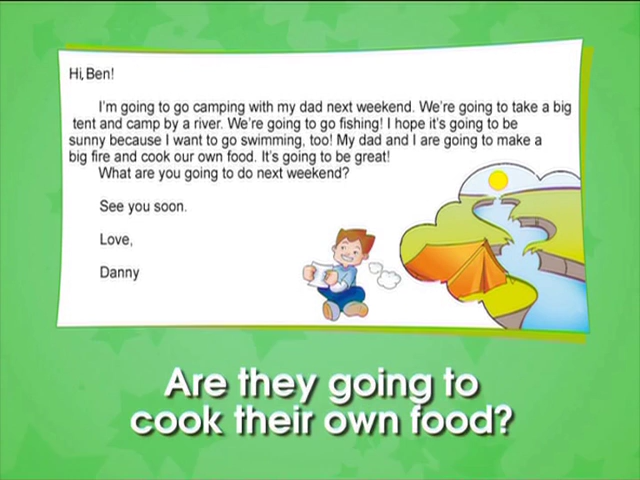 Hi, Ben!
I'm going to go camping with my dad next weekend. We're going to take a big
tent and camp by a river. We're going to go fishing! I hope it's going to be
sunny because I want to go swimming, too! My dad and I are going to make a
big fire and cook our own food. It's going to be great!
What are you going to do next weekend?
See you soon.
Love,
Danny
Are they going to
cook their own food?